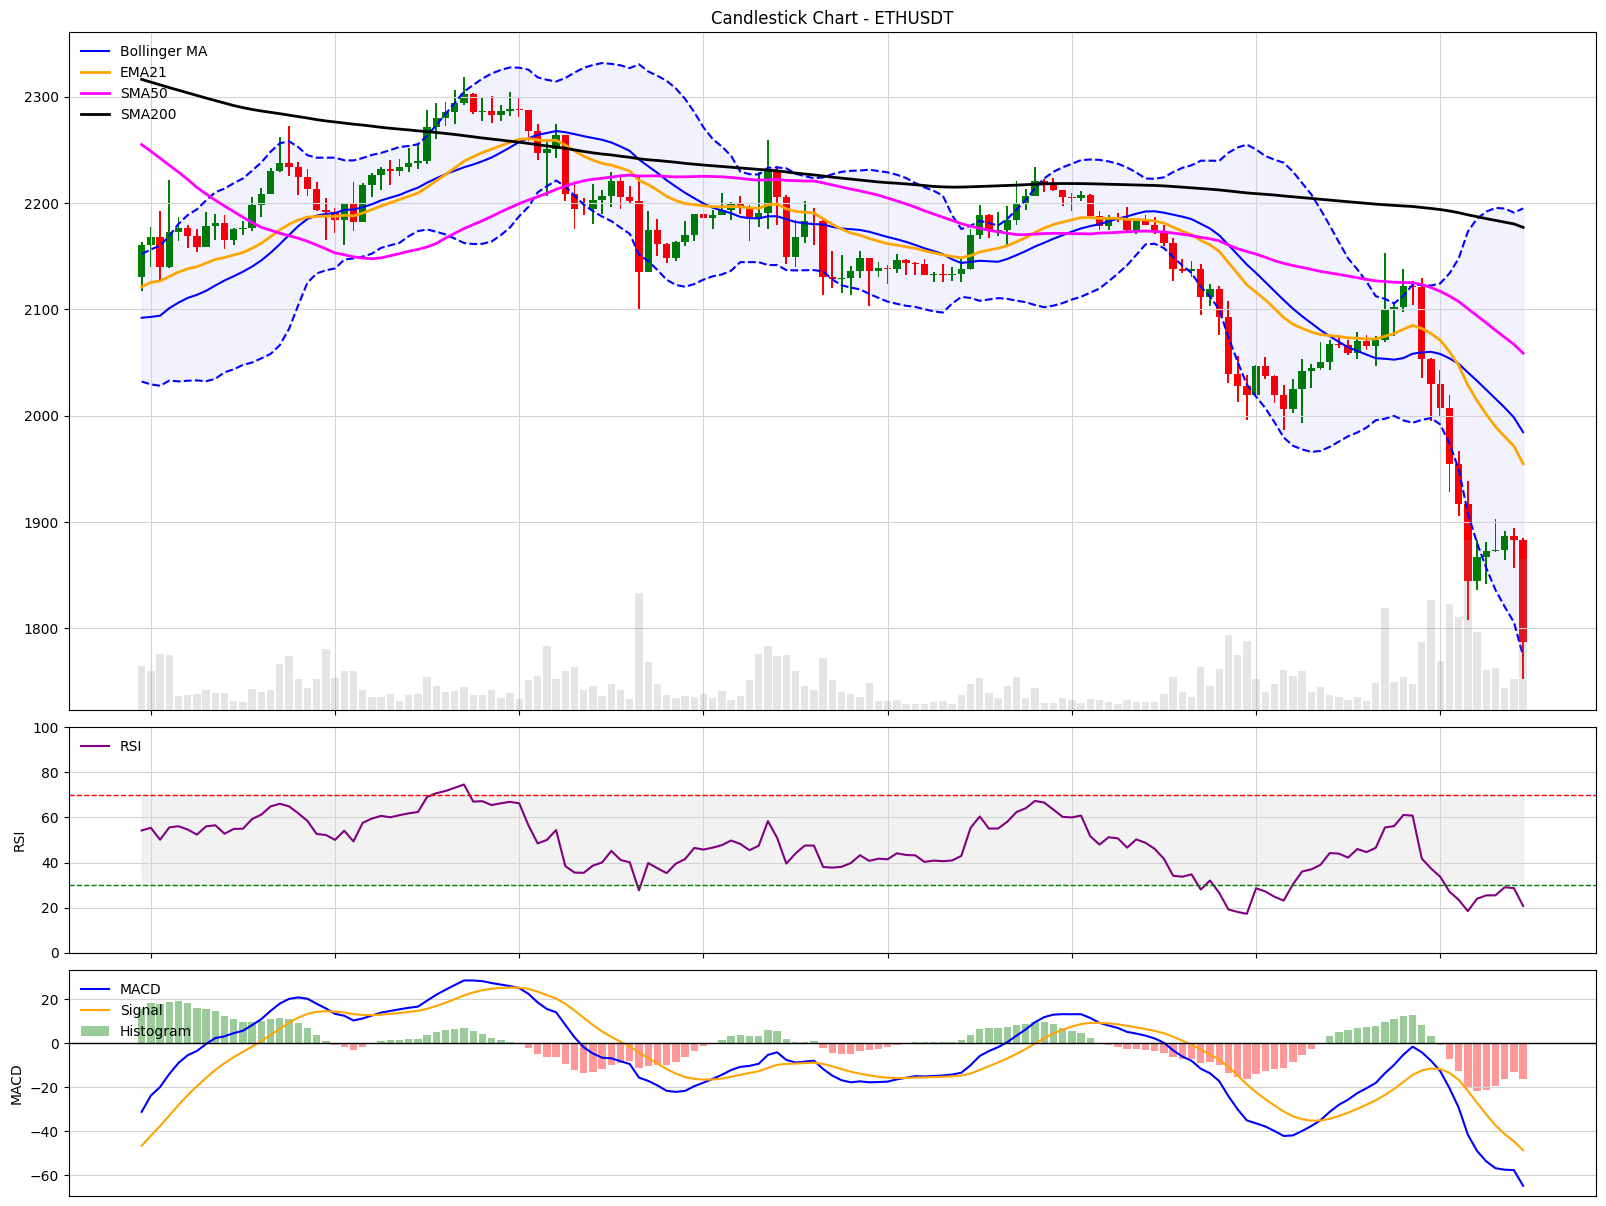 Candlestick Chart - ETHUSDT
Bollinger MA
EMA21
SMA50
SMA200
2300
2200
2100
2000
1900
1800
100
80
60
40
20
0
RSI
RSI
20
0
−20
−40
−60
MACD
MACD
Signal
Histogram